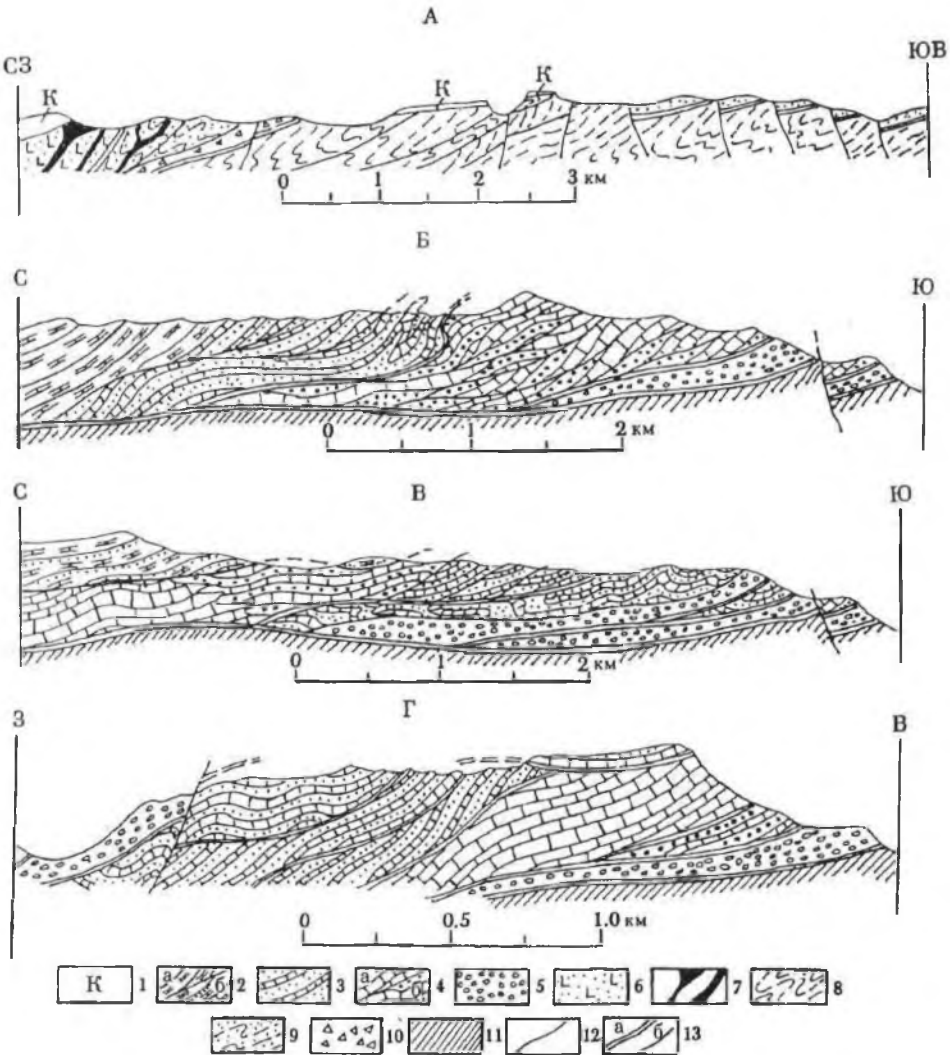 А
СЗ ЮВ
К К К
0 1 2 3 км
Б
С Ю
0 1 2 км
С В Ю
0 1 2 км
З Г В
0 0.5 1.0 км
К 1 а б 2 3 а б 4 5 6 7 8
9 10 11 12 а б 13